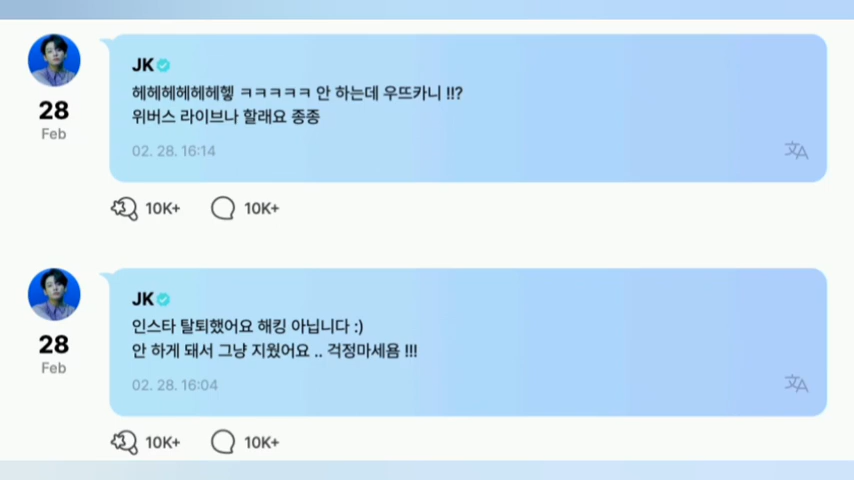 JK
28
Feb
헤헤헤헤헤헤헿 ㅋㅋㅋㅋㅋ 안 하는데 우뜨카니 !!?
위버스 라이브나 할래요 종종
02. 28. 16:14
10K+ 10K+
JK
28
Feb
인스타 탈퇴했어요 해킹 아닙니다 :)
안 하게 돼서 그냥 지웠어요 .. 걱정마세욤 !!!
02. 28. 16:04
10K+ 10K+